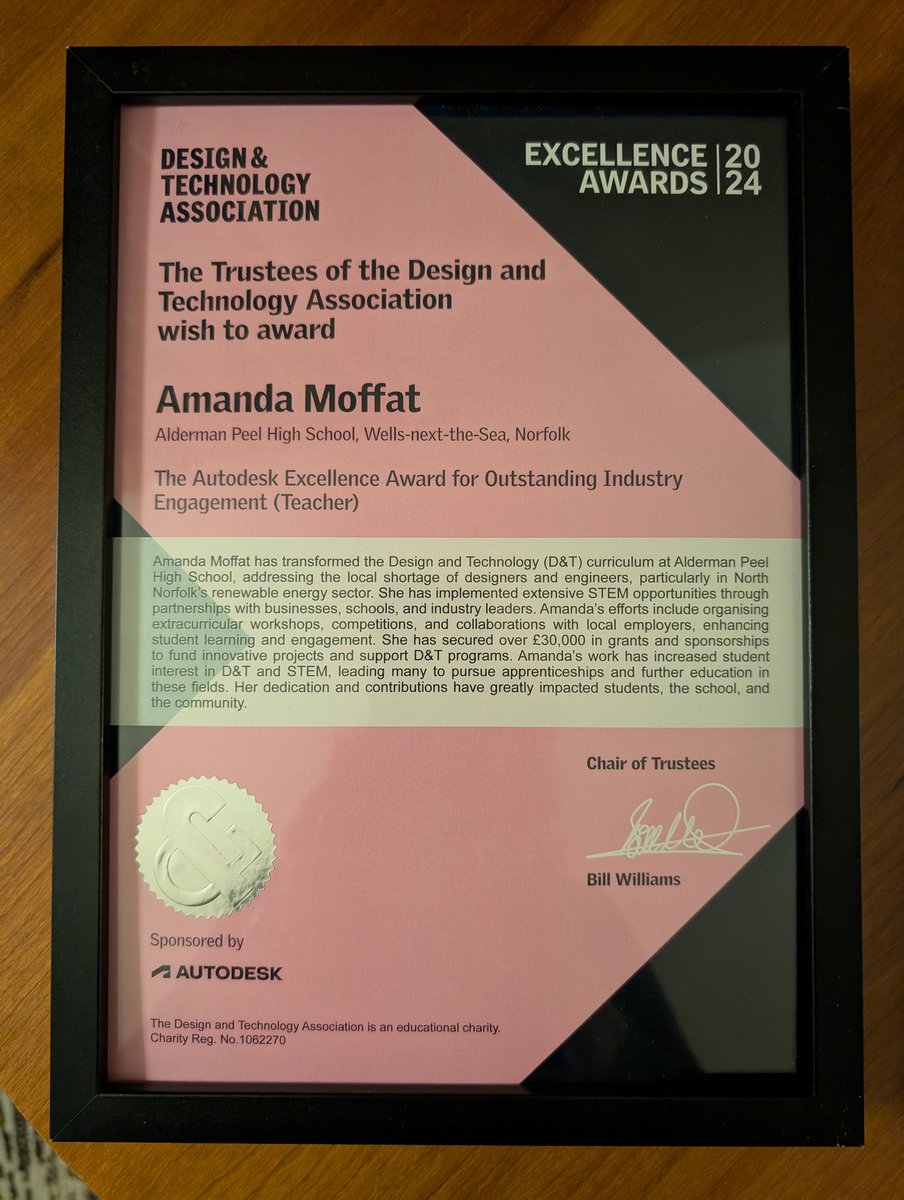 DESIGN &
TECHNOLOGY
ASSOCIATION
EXCELLENCE
AWARDS
20
24
The Trustees of the Design and
Technology Association
wish to award
Amanda Moffat
Alderman Peel High School, Wells-next-the-Sea, Norfolk
The Autodesk Excellence Award for Outstanding Industry
Engagement (Teacher)
Amanda Moffat has transformed the Design and Technology (D&T) curriculum at Alderman Peel
High School, addressing the local shortage of designers and engineers, particularly in North
Norfolk's renewable energy sector. She has implemented extensive STEM opportunities through
partnerships with businesses, schools, and industry leaders. Amanda's efforts include organising
extracurricular workshops, competitions, and collaborations with local employers, enhancing
student learning and engagement. She has secured over £30,000 in grants and sponsorships
to fund innovative projects and support D&T programs. Amanda's work has increased student
interest in D&T and STEM, leading many to pursue apprenticeships and further education in
these fields. Her dedication and contributions have greatly impacted students, the school, and
the community.
Chair of Trustees
Bill Williams
Sponsored by
AUTODESK
The Design and Technology Association is an educational charity.
Charity Reg. No.1062270